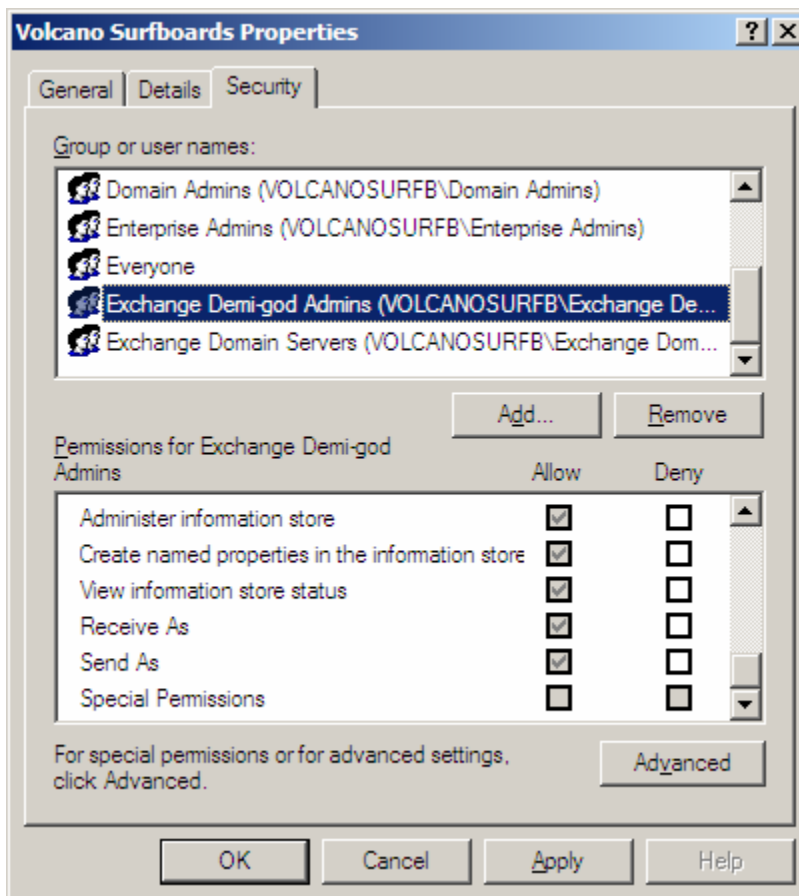 Volcano Surfboards Properties
General Details Security
Group or user names:
Domain Admins (VOLCANOSURFB\Domain Admins)
Enterprise Admins (VOLCANOSURFB\Enterprise Admins)
Everyone
Exchange Demi-god Admins (VOLCANOSURFB\Exchange De...
Exchange Domain Servers (VOLCANOSURFB\Exchange Dom...
Add... Remove
Permissions for Exchange Demi-god
Admins Allow Deny
Administer information store
Create named properties in the information store
View information store status
Receive As
Send As
Special Permissions
For special permissions or for advanced settings,
click Advanced.
Advanced
OK Cancel Apply Help